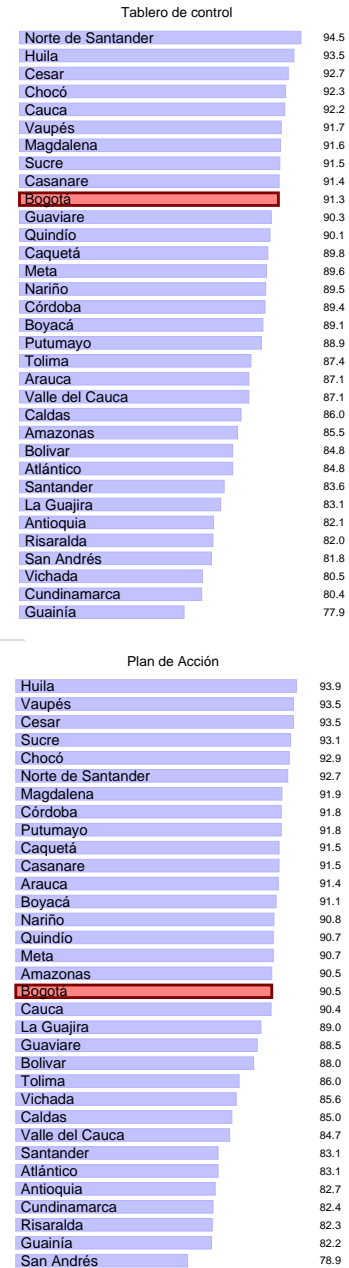 Tablero de control
Norte de Santander 94.5
Huila 93.5
Cesar 92.7
Chocó 92.3
Cauca 92.2
Vaupés 91.7
Magdalena 91.6
Sucre 91.5
Casanare 91.4
Bogotá 91.3
Guaviare 90.3
Quindío 90.1
Caquetá 89.8
Meta 89.6
Nariño 89.5
Córdoba 89.4
Boyacá 89.1
Putumayo 88.9
Tolima 87.4
Arauca 87.1
Valle del Cauca 87.1
Caldas 86.0
Amazonas 85.5
Bolivar 84.8
Atlántico 84.8
Santander 83.6
La Guajira 83.1
Antioquia 82.1
Risaralda 82.0
San Andrés 81.8
Vichada 80.5
Cundinamarca 80.4
Guainía 77.9
Plan de Acción
Huila 93.9
Vaupés 93.5
Cesar 93.5
Sucre 93.1
Chocó 92.9
Norte de Santander 92.7
Magdalena 91.9
Córdoba 91.8
Putumayo 91.8
Caquetá 91.5
Casanare 91.5
Arauca 91.4
Boyacá 91.1
Nariño 90.8
Quindío 90.7
Meta 90.7
Amazonas 90.5
Bogotá 90.5
Cauca 90.4
La Guajira 89.0
Guaviare 88.5
Bolivar 88.0
Tolima 86.0
Vichada 85.6
Caldas 85.0
Valle del Cauca 84.7
Santander 83.1
Atlántico 83.1
Antioquia 82.7
Cundinamarca 82.4
Risaralda 82.3
Guainía 82.2
San Andrés 78.9